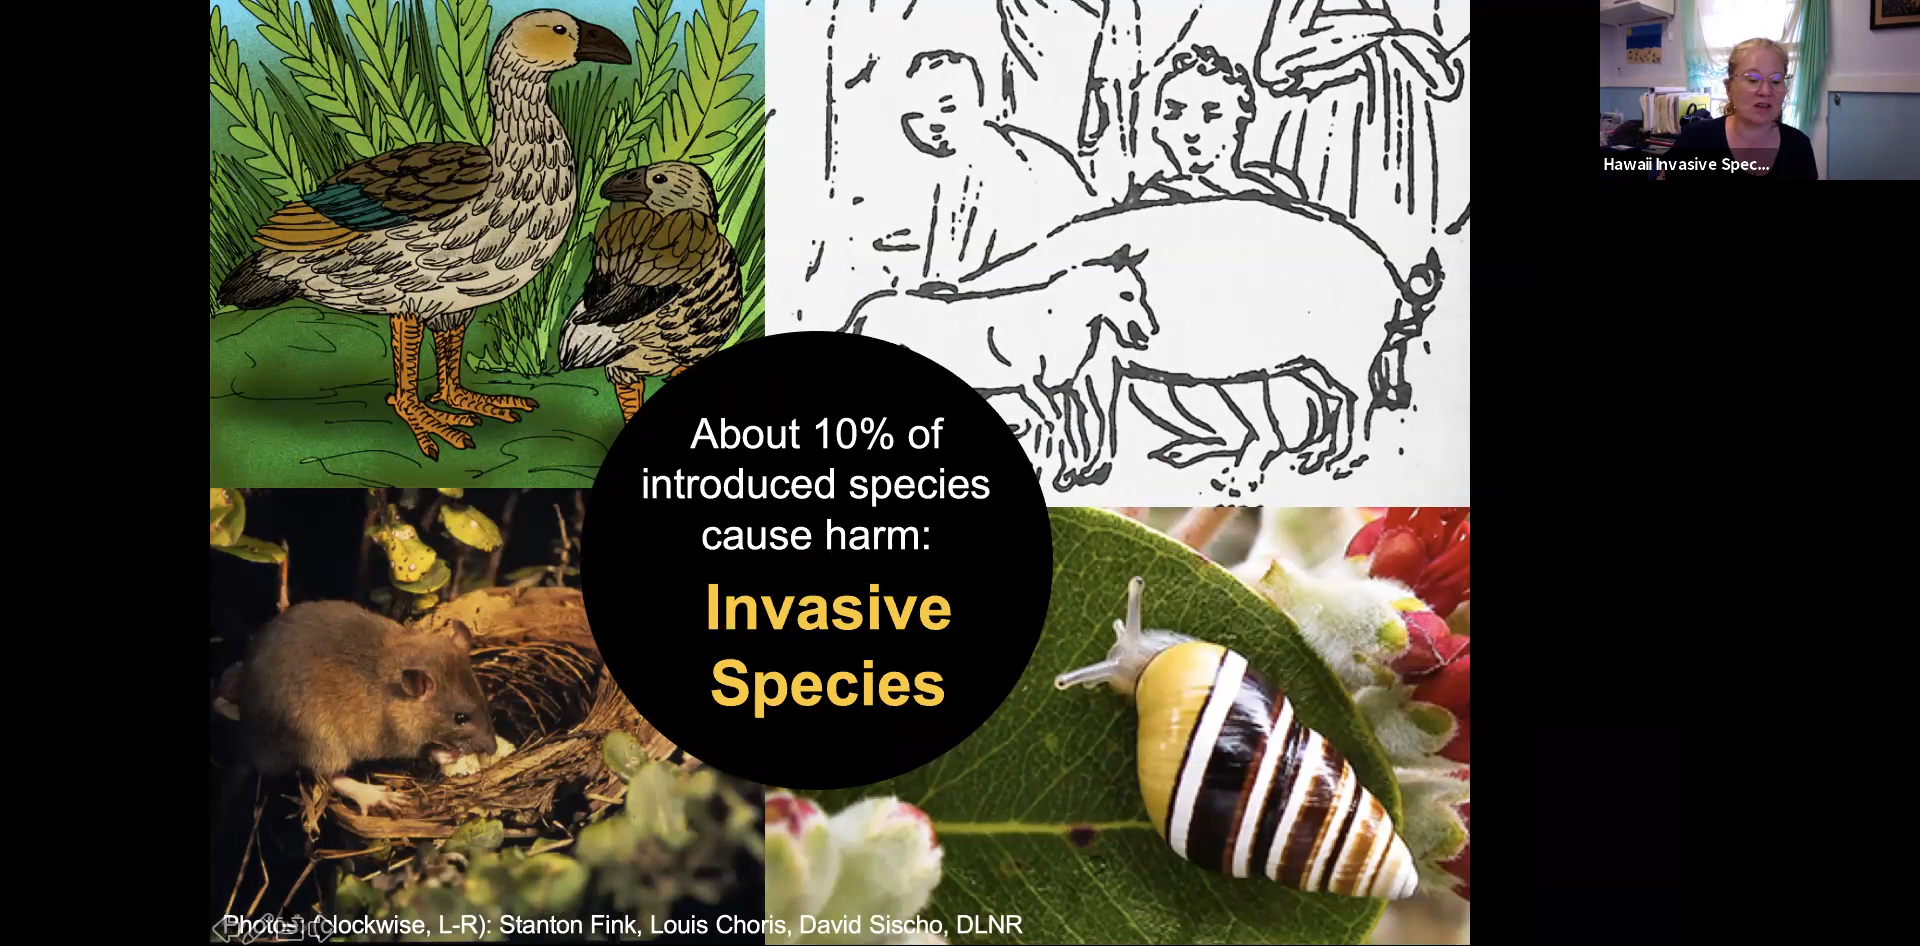 Hawaii Invasive Spec...
About 10% of
introduced species
cause harm:
Invasive
Species
Photos (clockwise, L-R): Stanton Fink, Louis Choris, David Sischo, DLNR